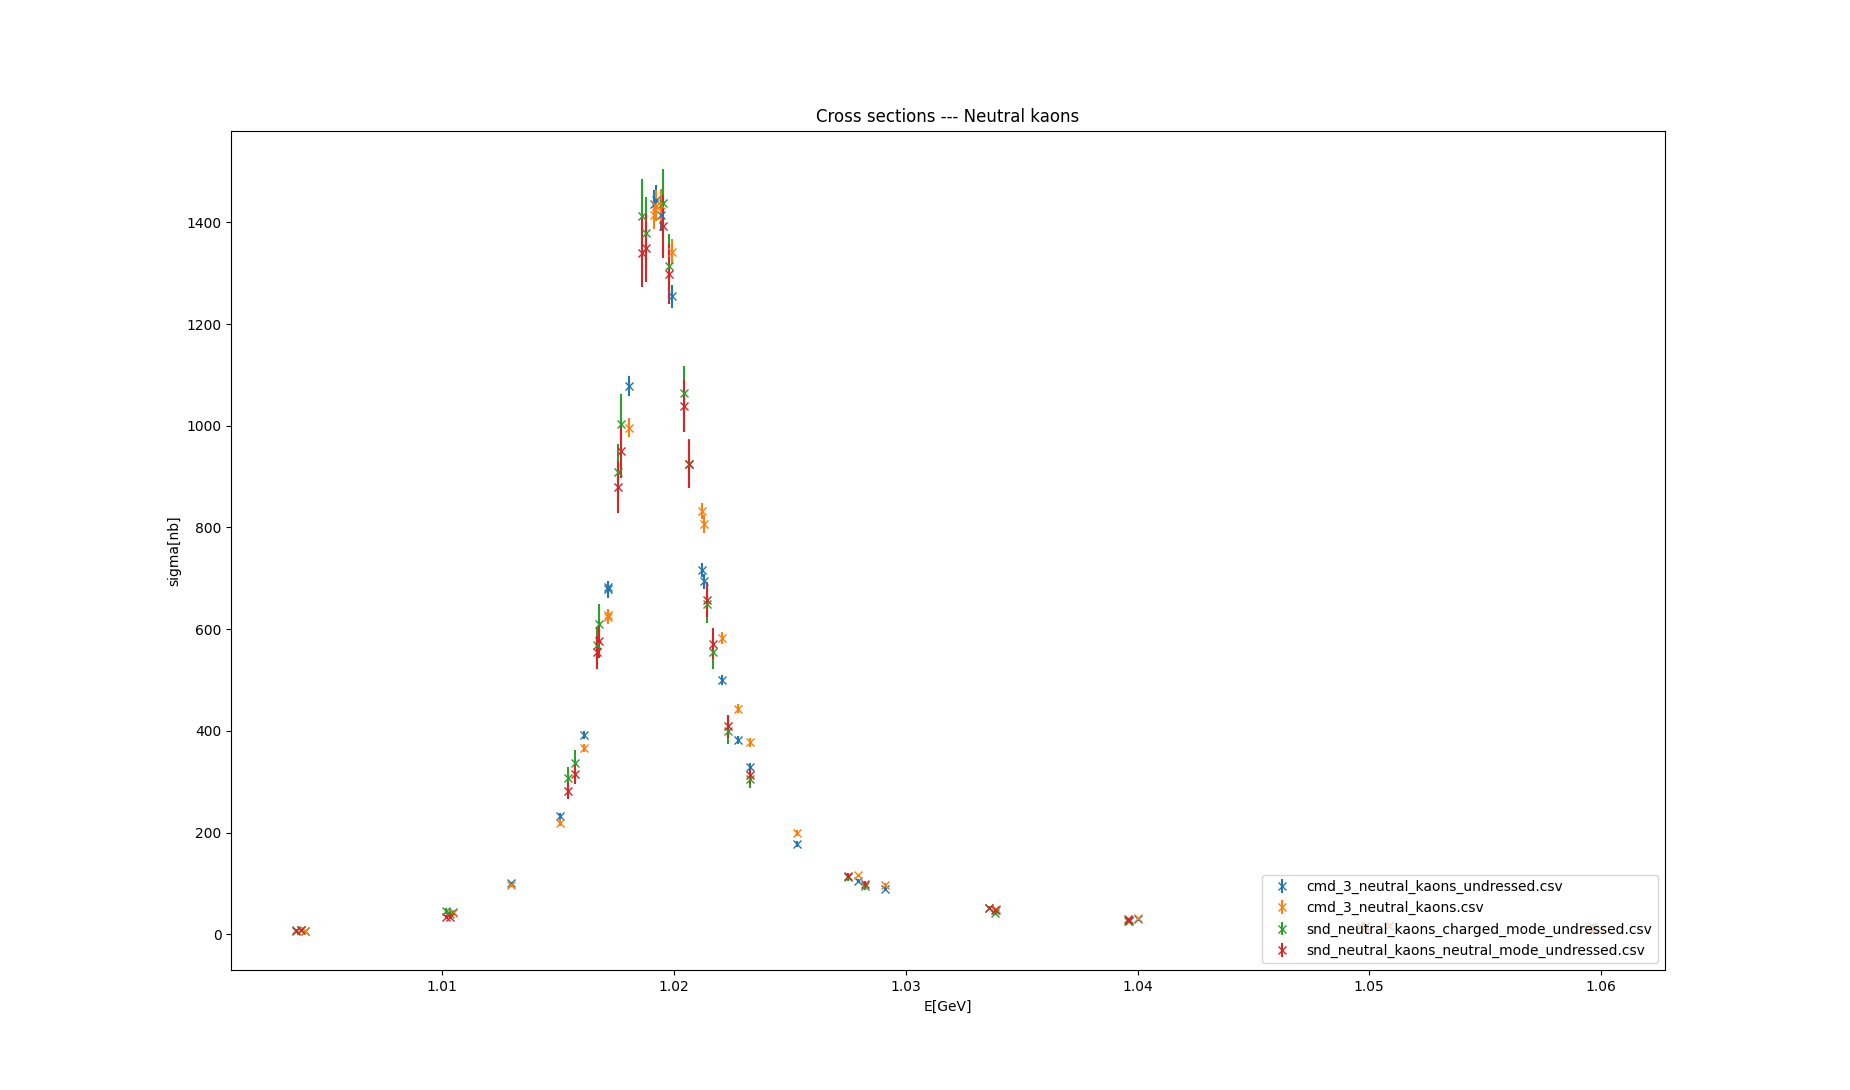 Cross sections --- Neutral kaons
sigma[nb]
1400
1200
1000
800
600
400
200
0
1.01
1.02
1.03
1.04
1.05
1.06
E[GeV]
cmd_3_neutral_kaons_undressed.csv
cmd_3_neutral_kaons.csv
snd_neutral_kaons_charged_mode_undressed.csv
snd_neutral_kaons_neutral_mode_undressed.csv